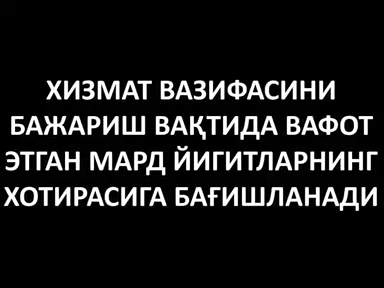 ХИЗМАТ ВАЗИФАСИНИ
БАЖАРИШ ВАҚТИДА ВАФОТ
ЭТГАН МАРД ЙИГИТЛАРНИНГ
ХОТИРАСИГА БАҒИШЛАНАДИ